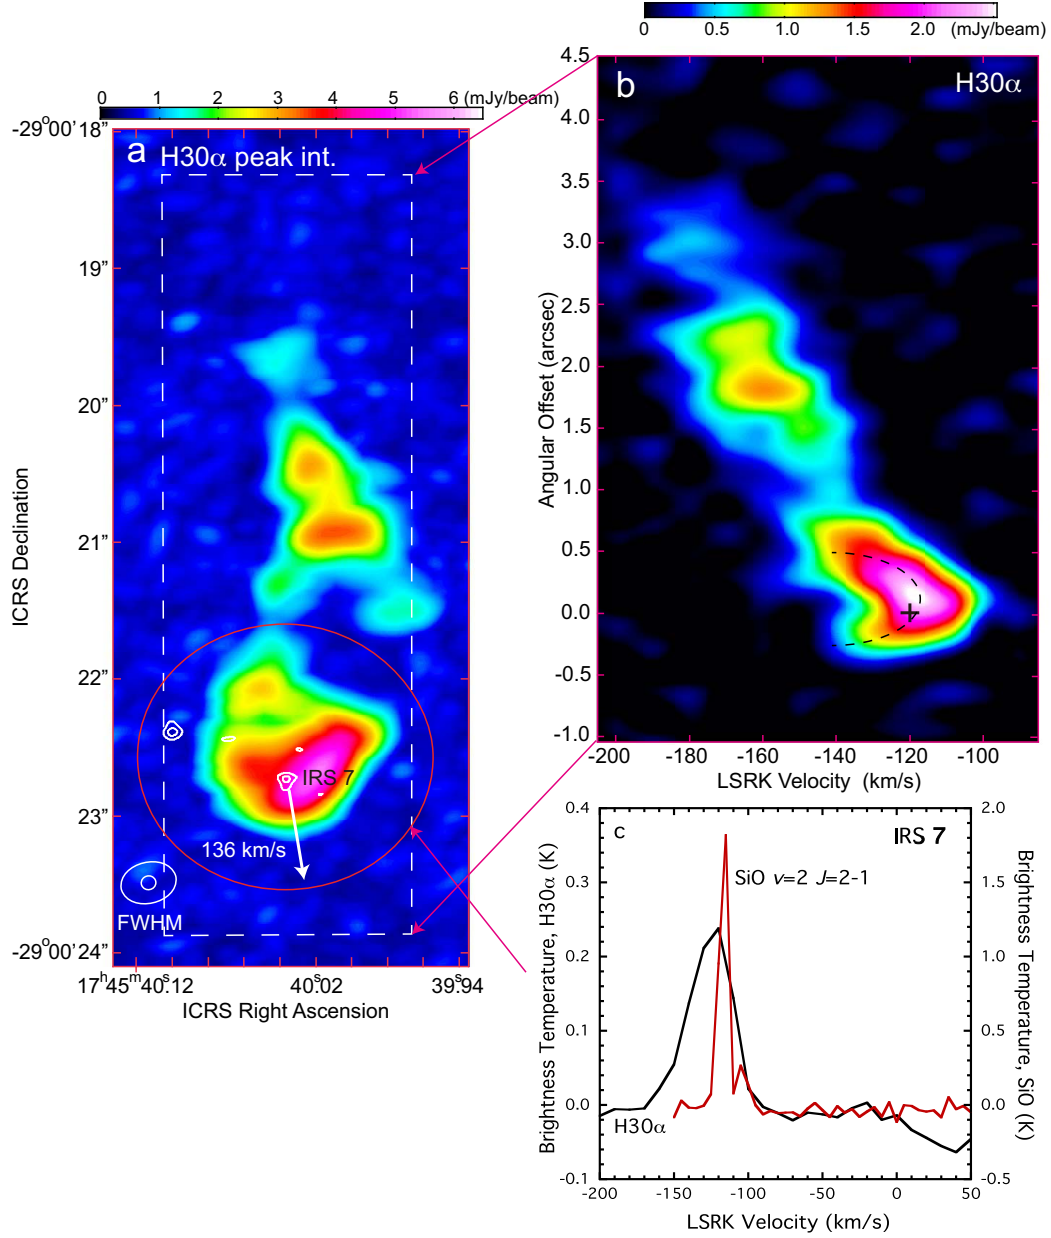 0 0.5 1.0 1.5 2.0 (mJy/beam)
0 1 2 3 4 5 6 (mJy/beam)
a H30α peak int.
-29°00'18”
19”
20”
21”
22”
23”
-29°00'24”
ICRS Declination
IRS 7
136 km/s
FWHM
17ʰ45ᵐ40ˢ.12 40ˢ.02 39.94
ICRS Right Ascension
b H30α
4.5
4.0
3.5
3.0
2.5
2.0
1.5
1.0
0.5
0.0
-0.5
-1.0
Angular Offset (arcsec)
-200 -180 -160 -140 -120 -100
LSRK Velocity (km/s)
c IRS 7
SiO v=2 J=2-1
H30α
0.4
0.3
0.2
0.1
0.0
-0.1
Brightness Temperature, H30α (K)
2.0
1.5
1.0
0.5
0.0
-0.5
Brightness Temperature, SiO (K)
-200 -150 -100 -50 0 50
LSRK Velocity (km/s)